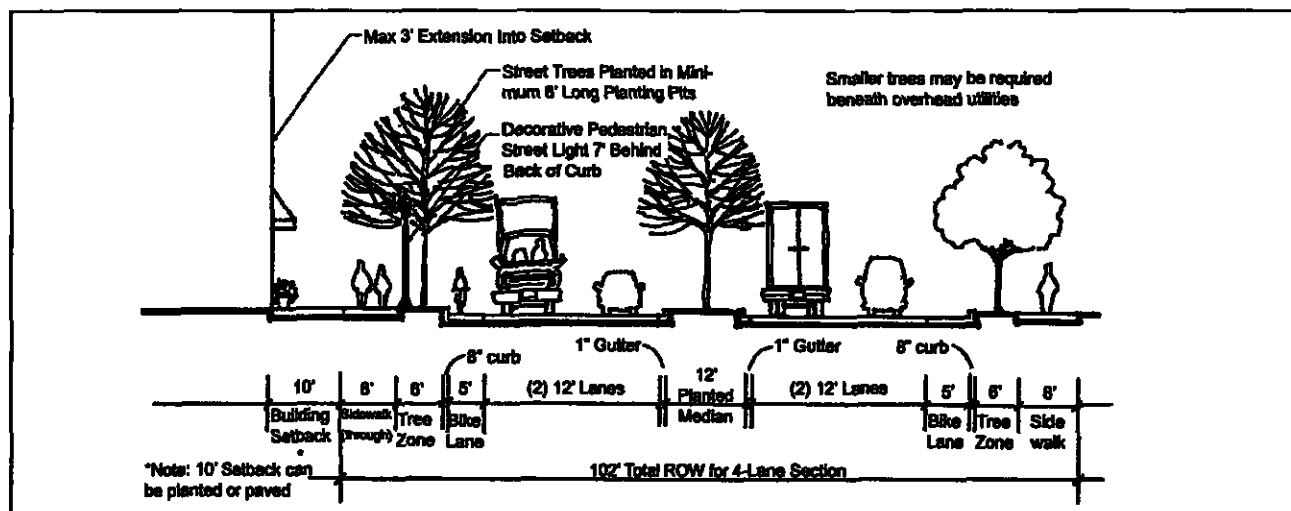 Max 3' Extension Into Setback
Street Trees Planted in Mini-
mum 6' Long Planting Pits
Smaller trees may be required
beneath overhead utilities
Decorative Pedestrian
Street Light 7' Behind
Back of Curb
8" curb
1" Gutter
1" Gutter
8" curb
10'
Building
Setback
*
8'
Sidewalk
(through)
6'
Tree
Zone
5'
Bike
Lane
(2) 12' Lanes
12'
Planted
Median
(2) 12' Lanes
5'
Bike
Lane
6'
Tree
Zone
8'
Side
walk
*Note: 10' Setback can
be planted or paved
102' Total ROW for 4-Lane Section